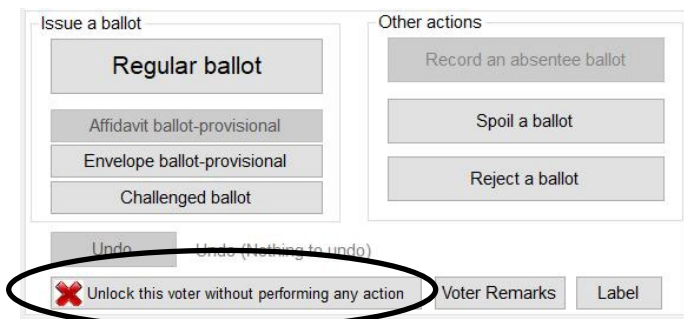 Issue a ballot
Regular ballot
Affidavit ballot-provisional
Envelope ballot-provisional
Challenged ballot
Other actions
Record an absentee ballot
Spoil a ballot
Reject a ballot
Undo Undo (Nothing to undo)
Unlock this voter without performing any action Voter Remarks Label